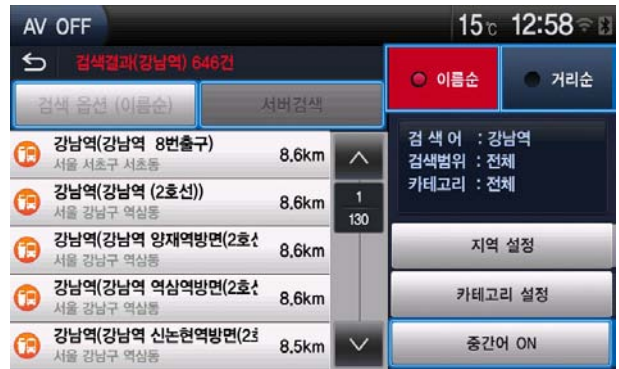 AV OFF
15℃ 12:58
검색결과(강남역) 646건
이름순
거리순
검색 옵션 (이름순)
서버검색
강남역(강남역 8번출구)
서울 서초구 서초동
8.6km
강남역(강남역 (2호선))
서울 강남구 역삼동
8.6km
강남역(강남역 양재역방면(2호선
서울 강남구 역삼동
8.6km
강남역(강남역 역삼역방면(2호선
서울 강남구 역삼동
8.6km
강남역(강남역 신논현역방면(2호
서울 강남구 역삼동
8.5km
1
130
검 색 어 : 강남역
검색범위 : 전체
카테고리 : 전체
지역 설정
카테고리 설정
중간어 ON